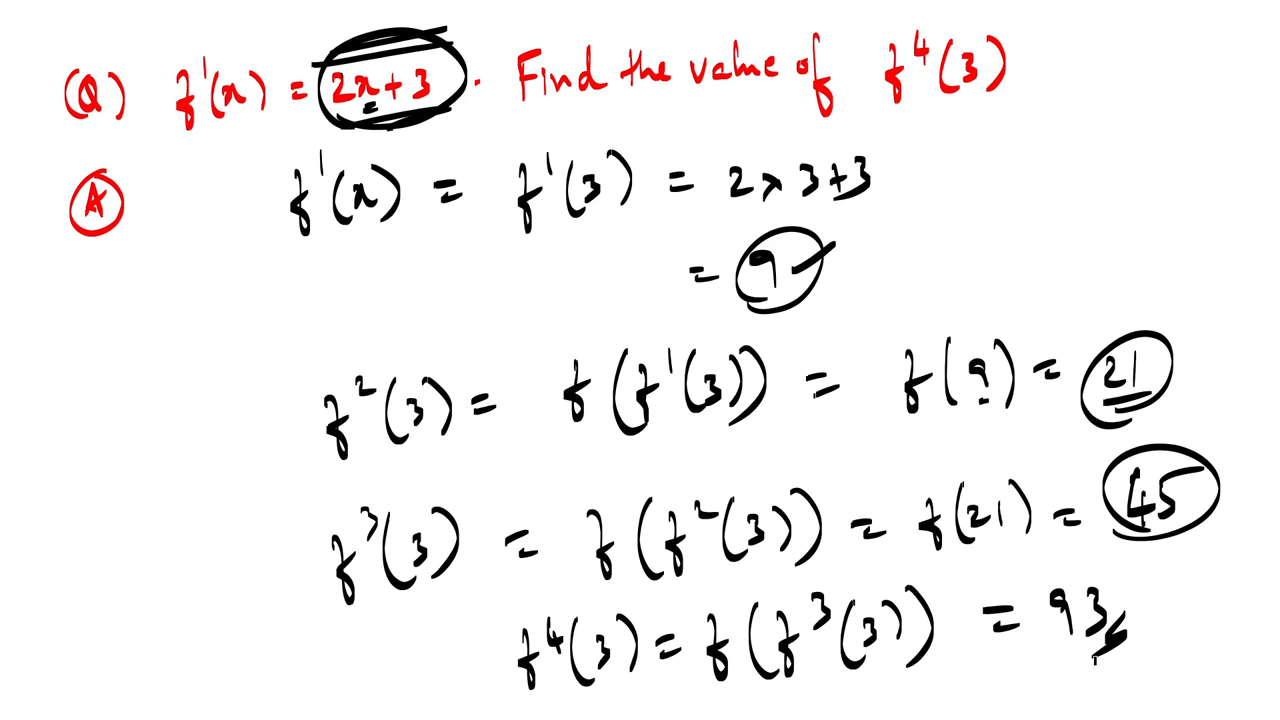 (Q) f¹(x) = 2x+3. Find the value of f⁴(3)
(A) f¹(x) = f¹(3) = 2×3+3
= 9
f²(3) = f(f¹(3)) = f(9) = 21
f³(3) = f(f²(3)) = f(21) = 45
f⁴(3) = f(f³(3)) = 93